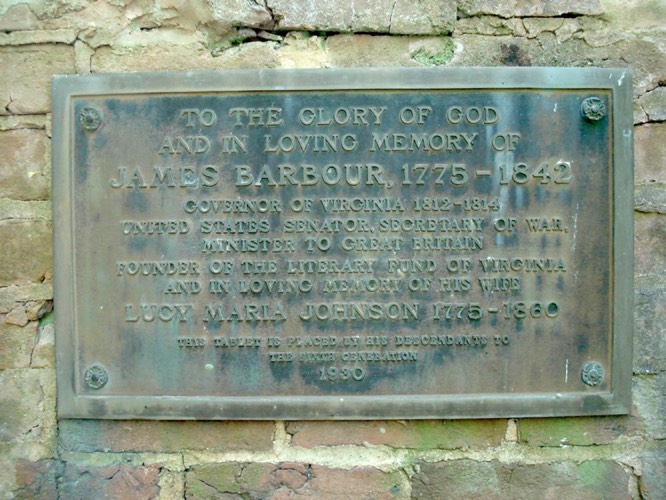 TO THE GLORY OF GOD
AND IN LOVING MEMORY OF
JAMES BARBOUR, 1775-1842
GOVERNOR OF VIRGINIA 1812-1814
UNITED STATES SENATOR, SECRETARY OF WAR,
MINISTER TO GREAT BRITAIN
FOUNDER OF THE LITERARY FUND OF VIRGINIA
AND IN LOVING MEMORY OF HIS WIFE
LUCY MARIA JOHNSON 1775-1860
THIS TABLET IS PLACED BY HIS DESCENDANTS TO
THE GENERATION
1930